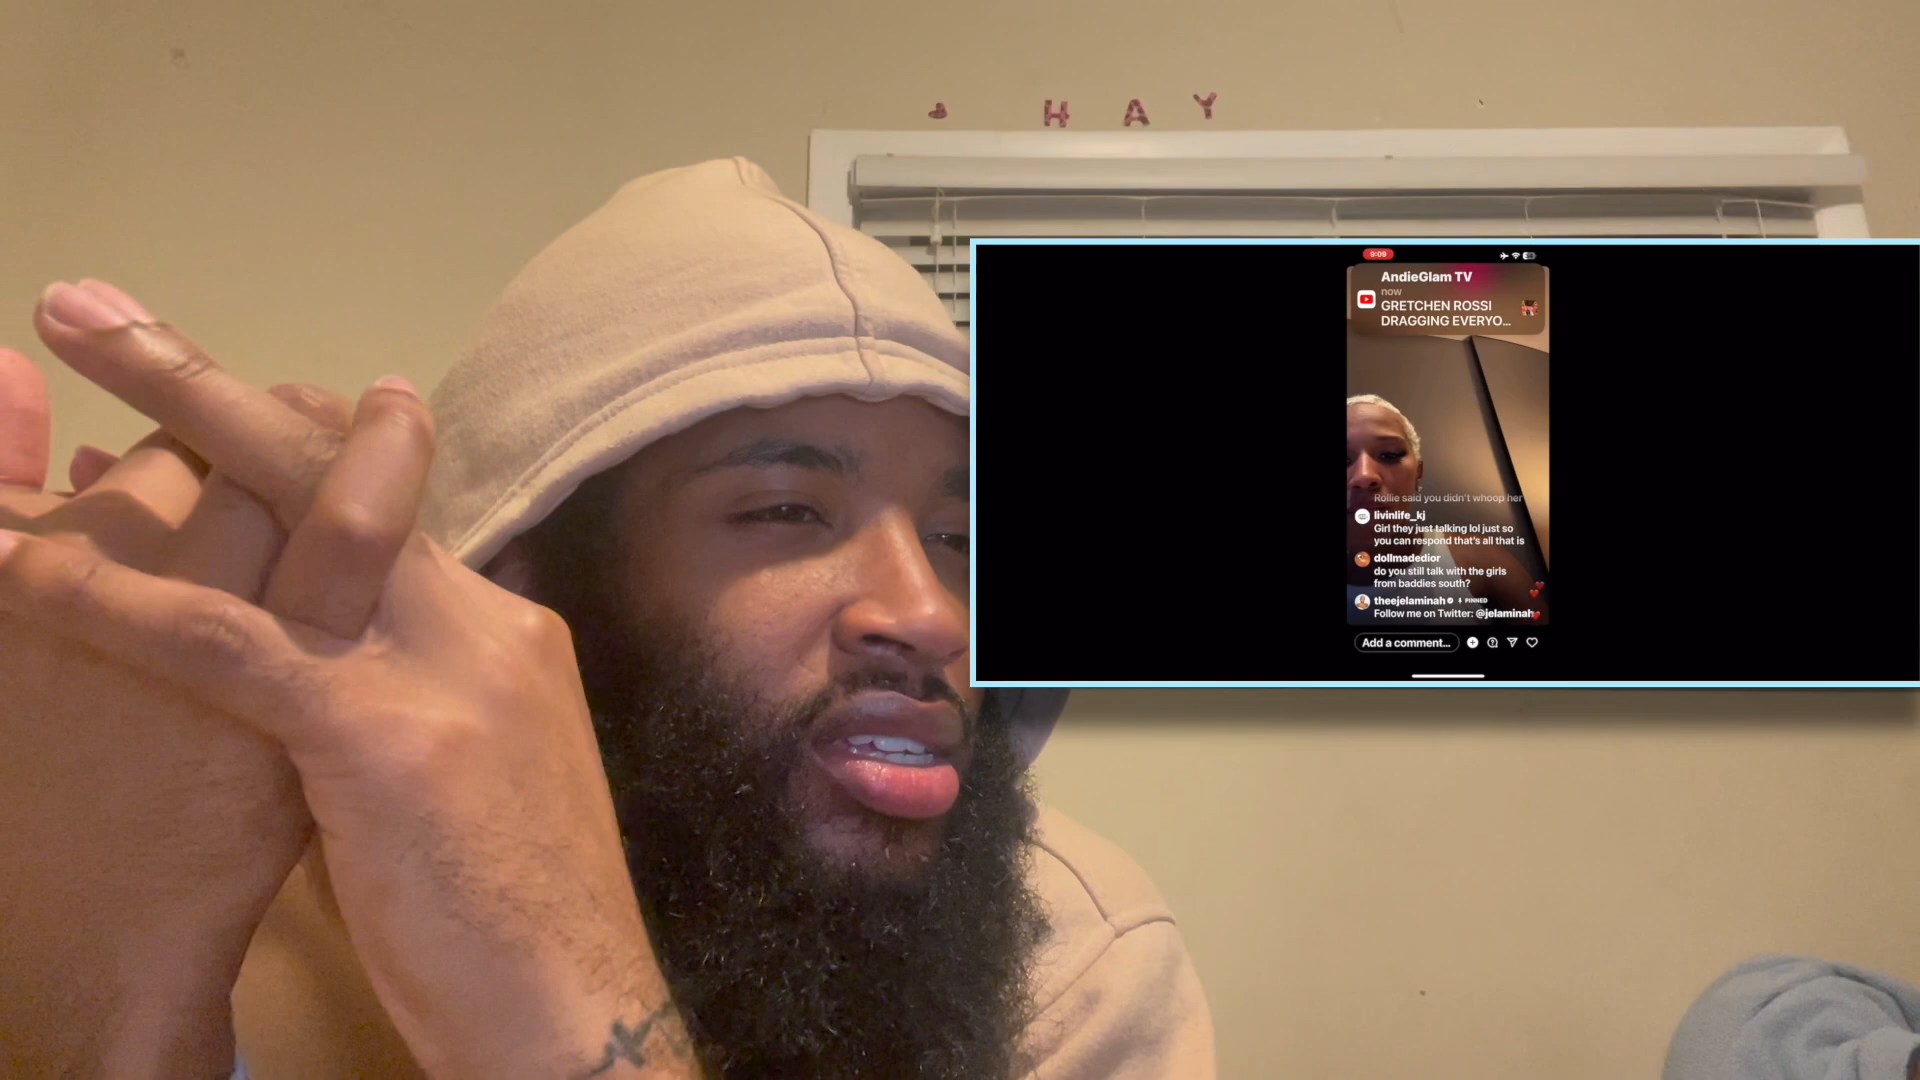 H A Y
9:09
AndieGlam TV
now
GRETCHEN ROSSI
DRAGGING EVERYO...
Rollie said you didn't whoop her
livinlife_kj
Girl they just talking lol just so
you can respond that's all that is
dollmadedior
do you still talk with the girls
from baddies south?
theejelaminah PINNED
Follow me on Twitter: @jelaminah
Add a comment...